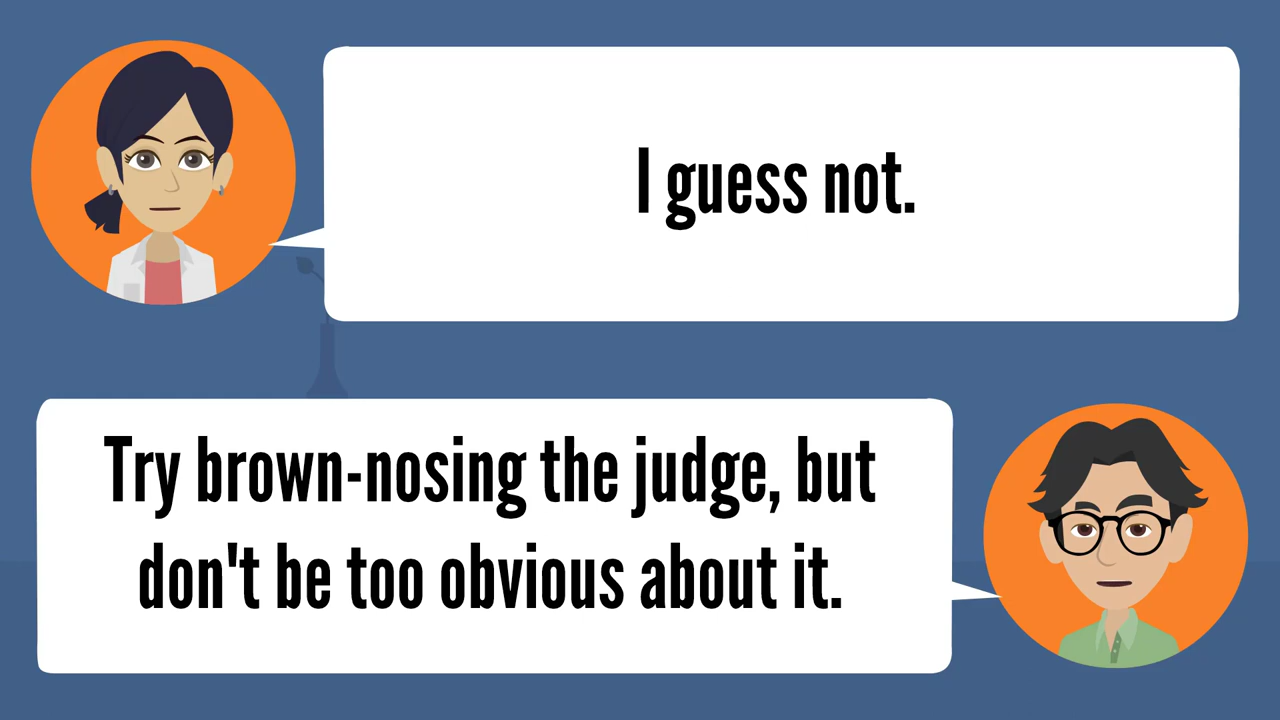 I guess not.
Try brown-nosing the judge, but
don't be too obvious about it.